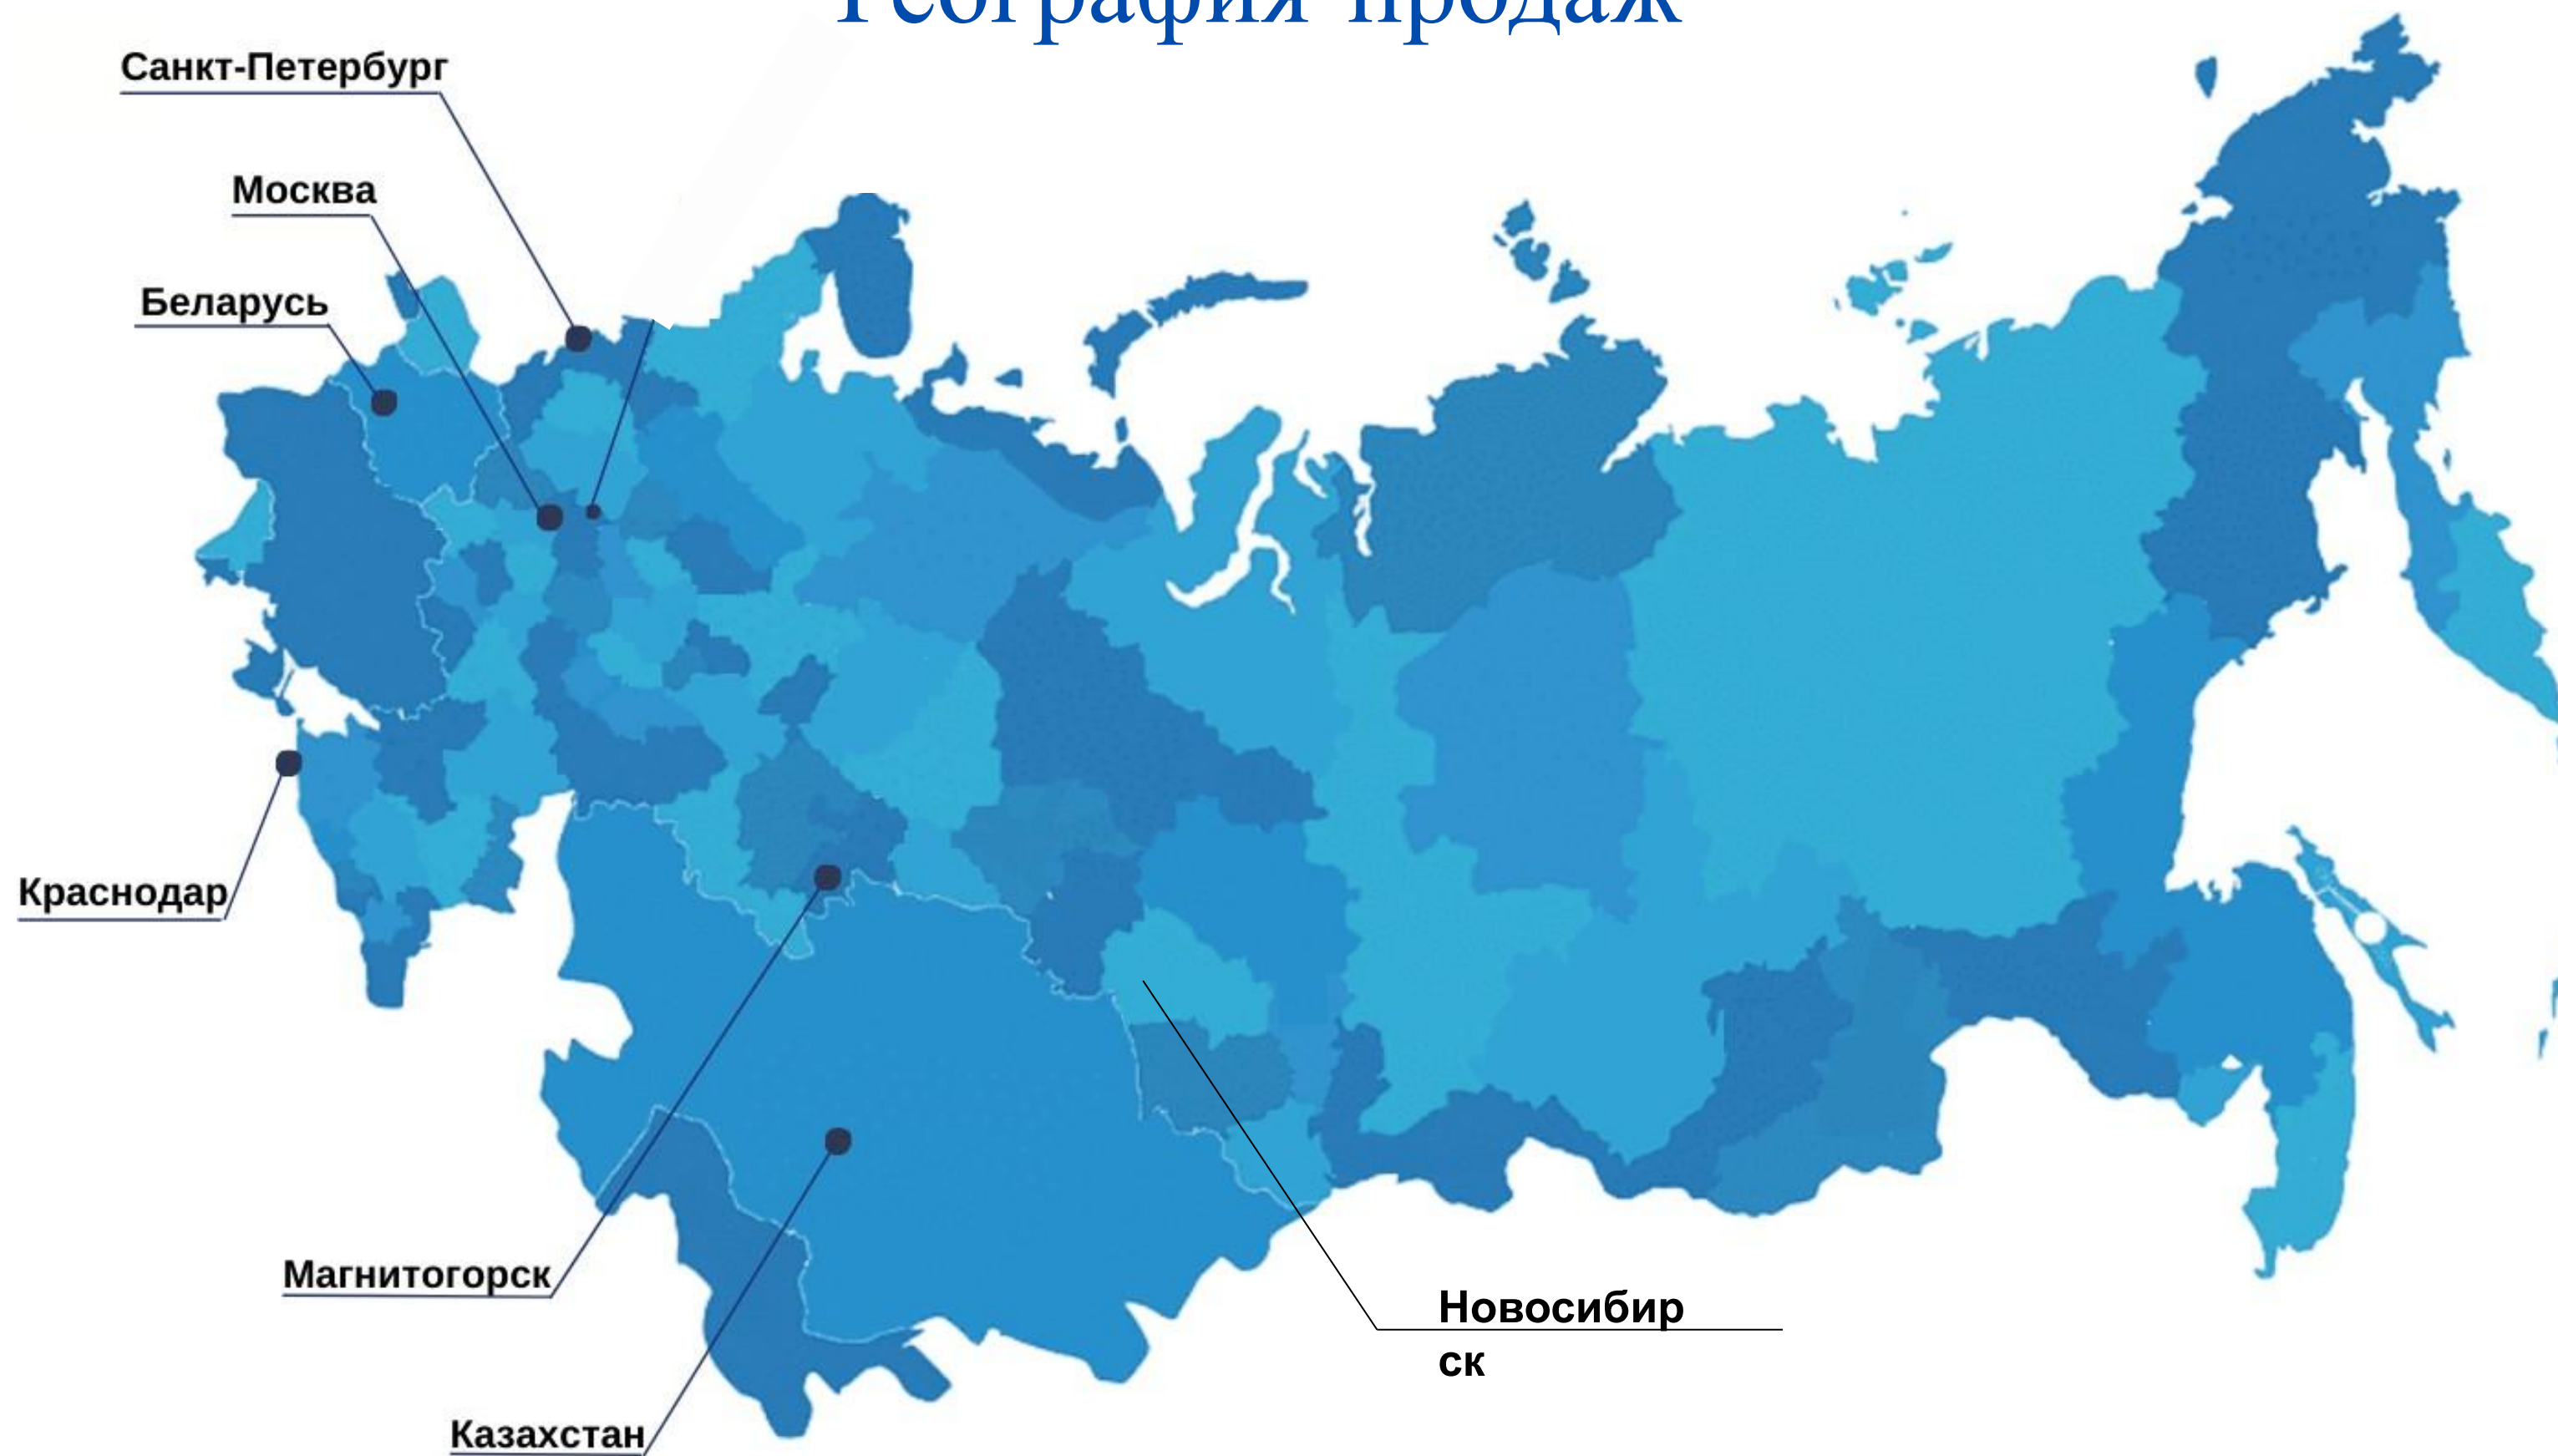 География продаж
Санкт-Петербург
Москва
Беларусь
Краснодар
Магнитогорск
Новосибир
ск
Казахстан